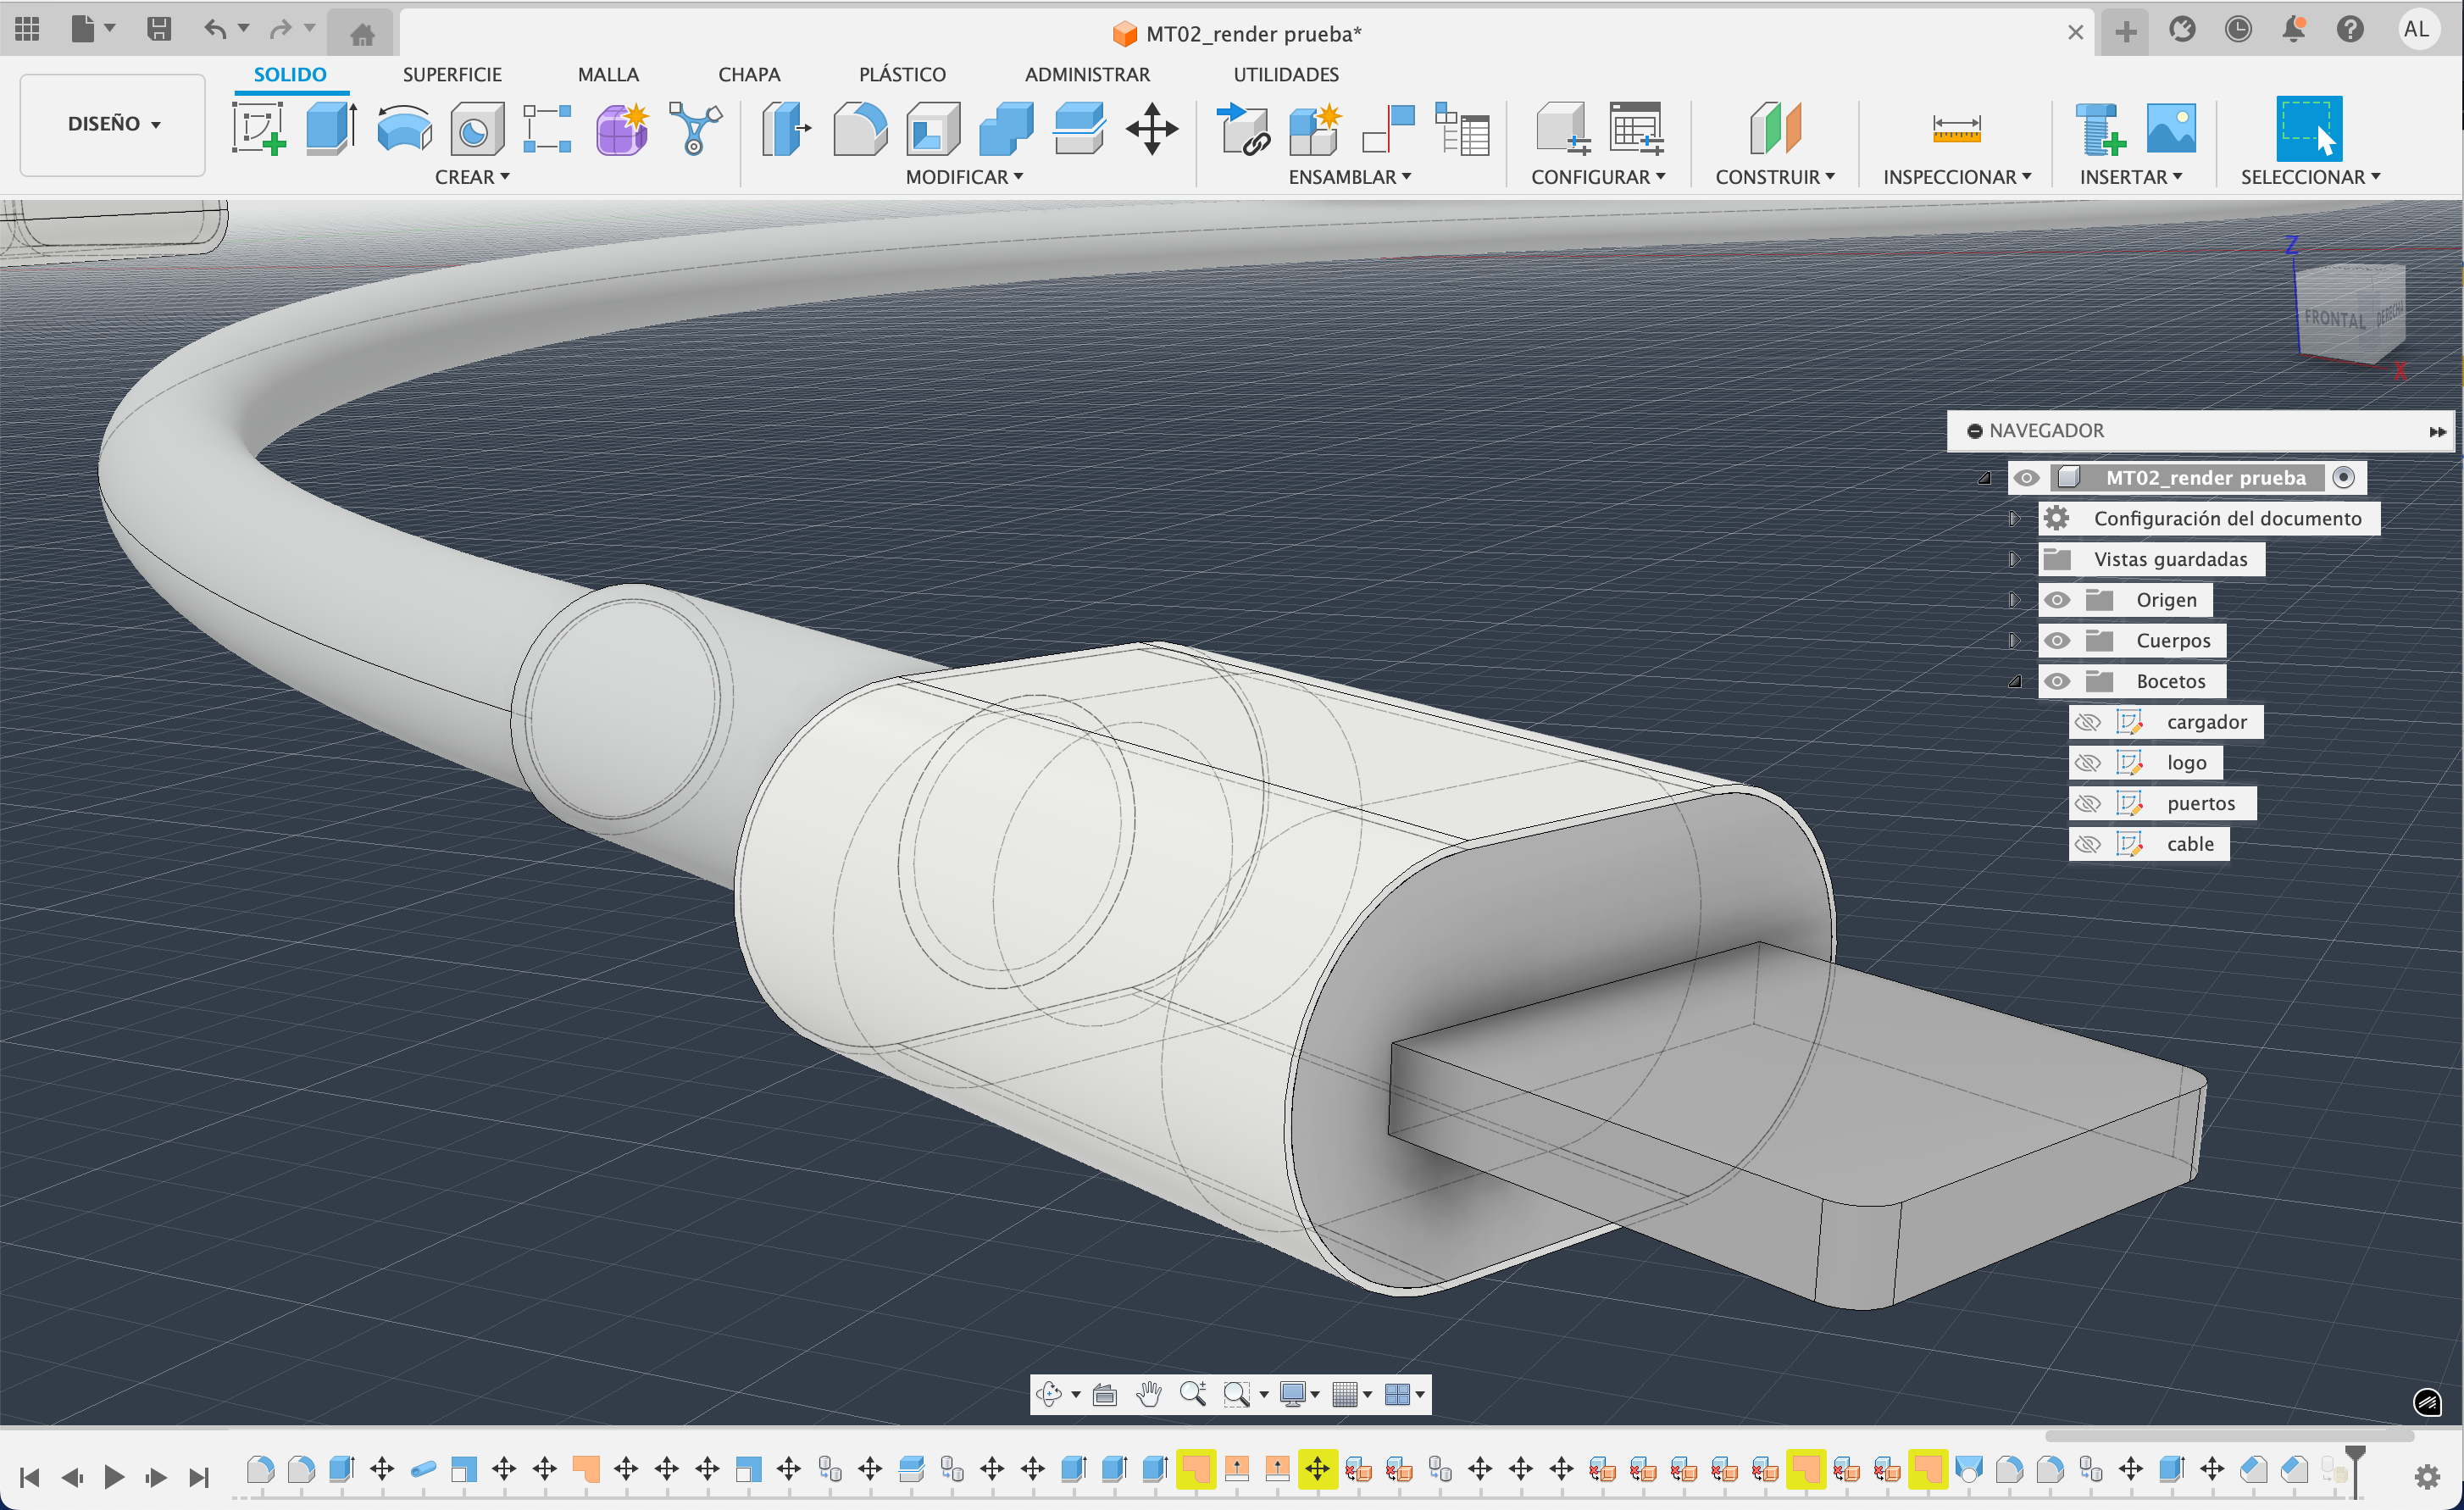 MT02_render prueba*
AL
DISEÑO
SOLIDO
SUPERFICIE
MALLA
CHAPA
PLÁSTICO
ADMINISTRAR
UTILIDADES
CREAR
MODIFICAR
ENSAMBLAR
CONFIGURAR
CONSTRUIR
INSPECCIONAR
INSERTAR
SELECCIONAR
Z
FRONTAL
DERECHA
X
NAVEGADOR
MT02_render prueba
Configuración del documento
Vistas guardadas
Origen
Cuerpos
Bocetos
cargador
logo
puertos
cable